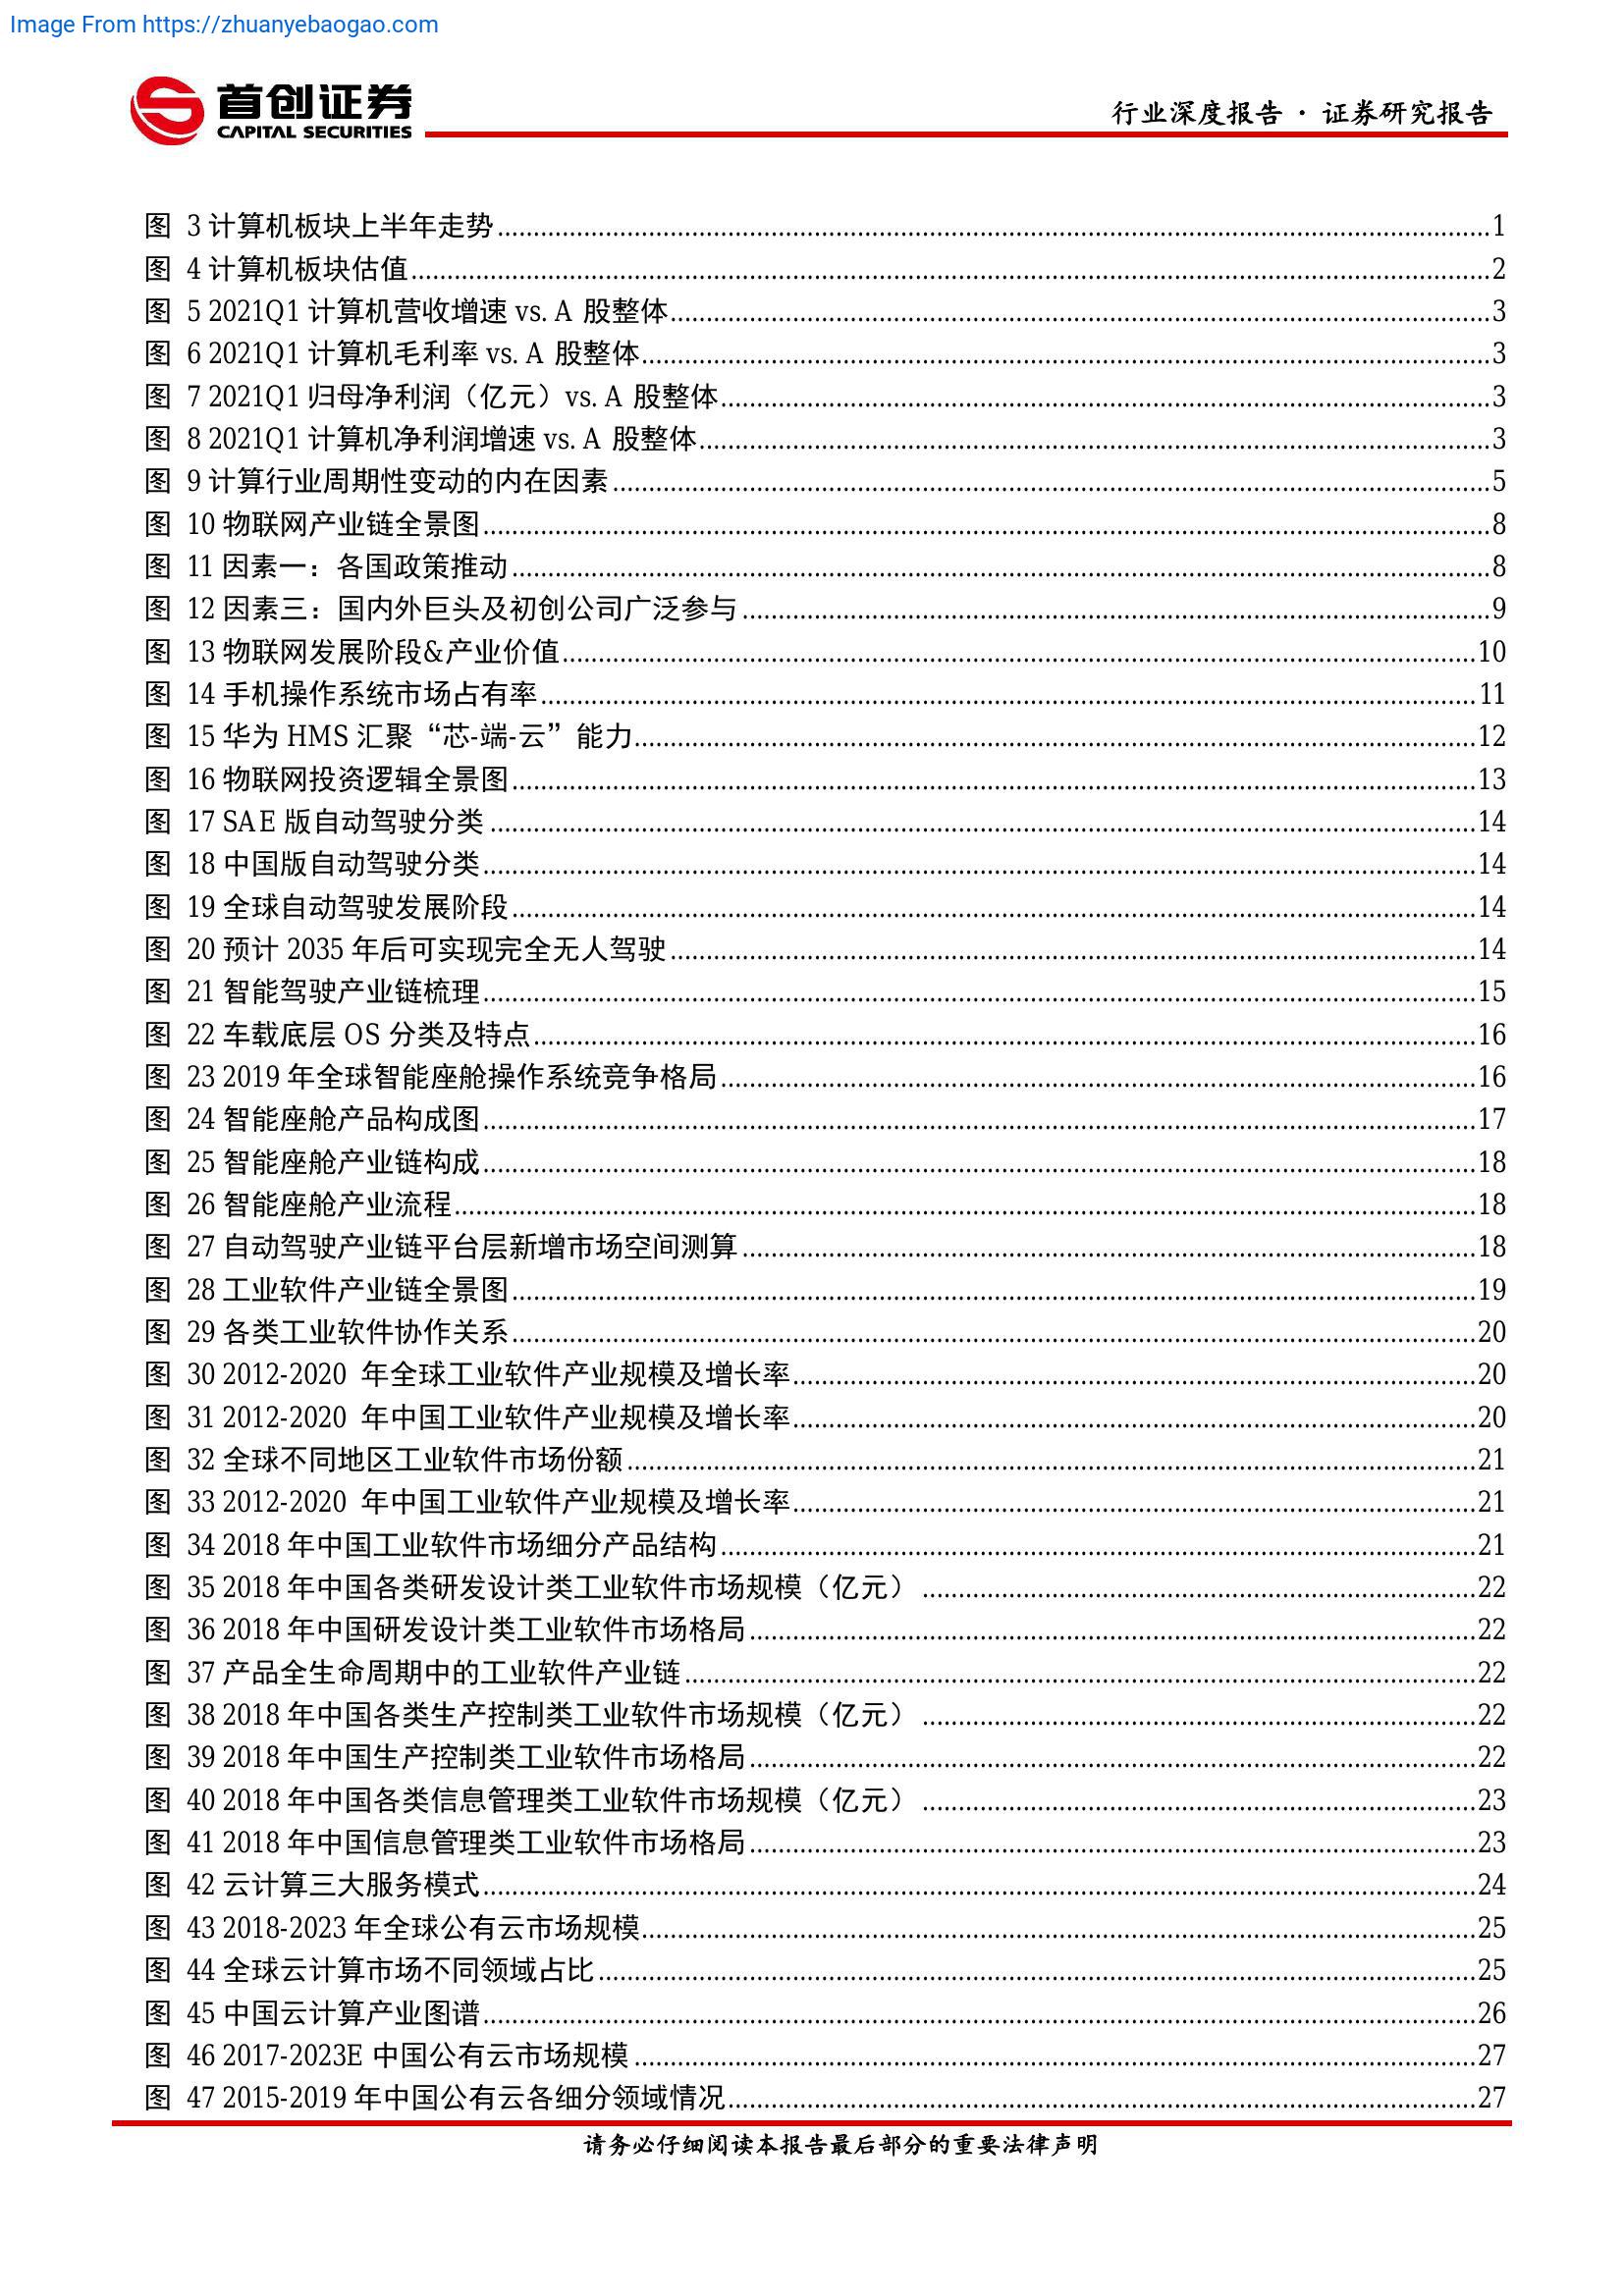 Image From https://zhuanyebaogao.com
首创证券
CAPITAL SECURITIES
行业深度报告 · 证券研究报告
图 3 计算机板块上半年走势 1
图 4 计算机板块估值 2
图 5 2021Q1 计算机营收增速 vs. A 股整体 3
图 6 2021Q1 计算机毛利率 vs. A 股整体 3
图 7 2021Q1 归母净利润（亿元）vs. A 股整体 3
图 8 2021Q1 计算机净利润增速 vs. A 股整体 3
图 9 计算行业周期性变动的内在因素 5
图 10 物联网产业链全景图 8
图 11 因素一：各国政策推动 8
图 12 因素三：国内外巨头及初创公司广泛参与 9
图 13 物联网发展阶段&产业价值 10
图 14 手机操作系统市场占有率 11
图 15 华为 HMS 汇聚“芯-端-云”能力 12
图 16 物联网投资逻辑全景图 13
图 17 SAE 版自动驾驶分类 14
图 18 中国版自动驾驶分类 14
图 19 全球自动驾驶发展阶段 14
图 20 预计 2035 年后可实现完全无人驾驶 14
图 21 智能驾驶产业链梳理 15
图 22 车载底层 OS 分类及特点 16
图 23 2019 年全球智能座舱操作系统竞争格局 16
图 24 智能座舱产品构成图 17
图 25 智能座舱产业链构成 18
图 26 智能座舱产业流程 18
图 27 自动驾驶产业链平台层新增市场空间测算 18
图 28 工业软件产业链全景图 19
图 29 各类工业软件协作关系 20
图 30 2012-2020 年全球工业软件产业规模及增长率 20
图 31 2012-2020 年中国工业软件产业规模及增长率 20
图 32 全球不同地区工业软件市场份额 21
图 33 2012-2020 年中国工业软件产业规模及增长率 21
图 34 2018 年中国工业软件市场细分产品结构 21
图 35 2018 年中国各类研发设计类工业软件市场规模（亿元） 22
图 36 2018 年中国研发设计类工业软件市场格局 22
图 37 产品全生命周期中的工业软件产业链 22
图 38 2018 年中国各类生产控制类工业软件市场规模（亿元） 22
图 39 2018 年中国生产控制类工业软件市场格局 22
图 40 2018 年中国各类信息管理类工业软件市场规模（亿元） 23
图 41 2018 年中国信息管理类工业软件市场格局 23
图 42 云计算三大服务模式 24
图 43 2018-2023 年全球公有云市场规模 25
图 44 全球云计算市场不同领域占比 25
图 45 中国云计算产业图谱 26
图 46 2017-2023E 中国公有云市场规模 27
图 47 2015-2019 年中国公有云各细分领域情况 27
请务必仔细阅读本报告最后部分的重要法律声明